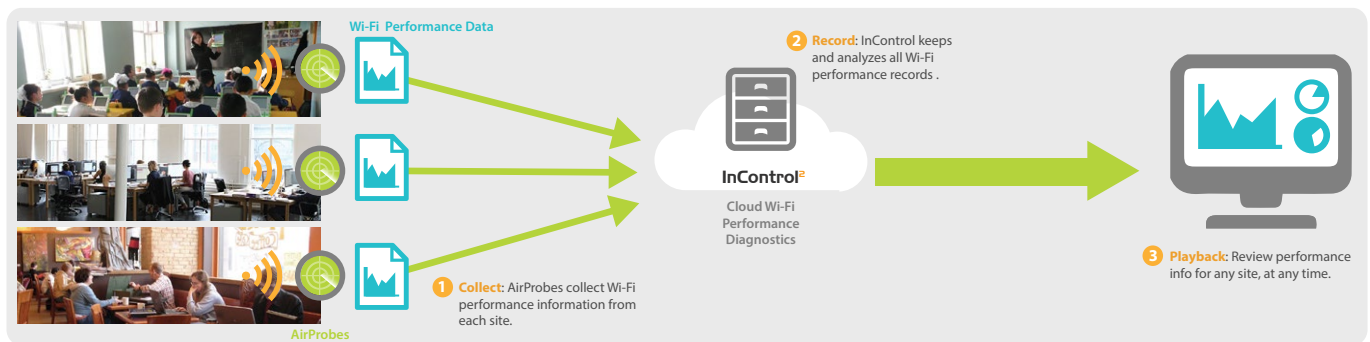 Wi-Fi Performance Data
AirProbes
1 Collect: AirProbes collect Wi-Fi
performance information from
each site.
InControl2
Cloud Wi-Fi
Performance
Diagnostics
2 Record: InControl keeps
and analyzes all Wi-Fi
performance records .
3 Playback: Review performance
info for any site, at any time.